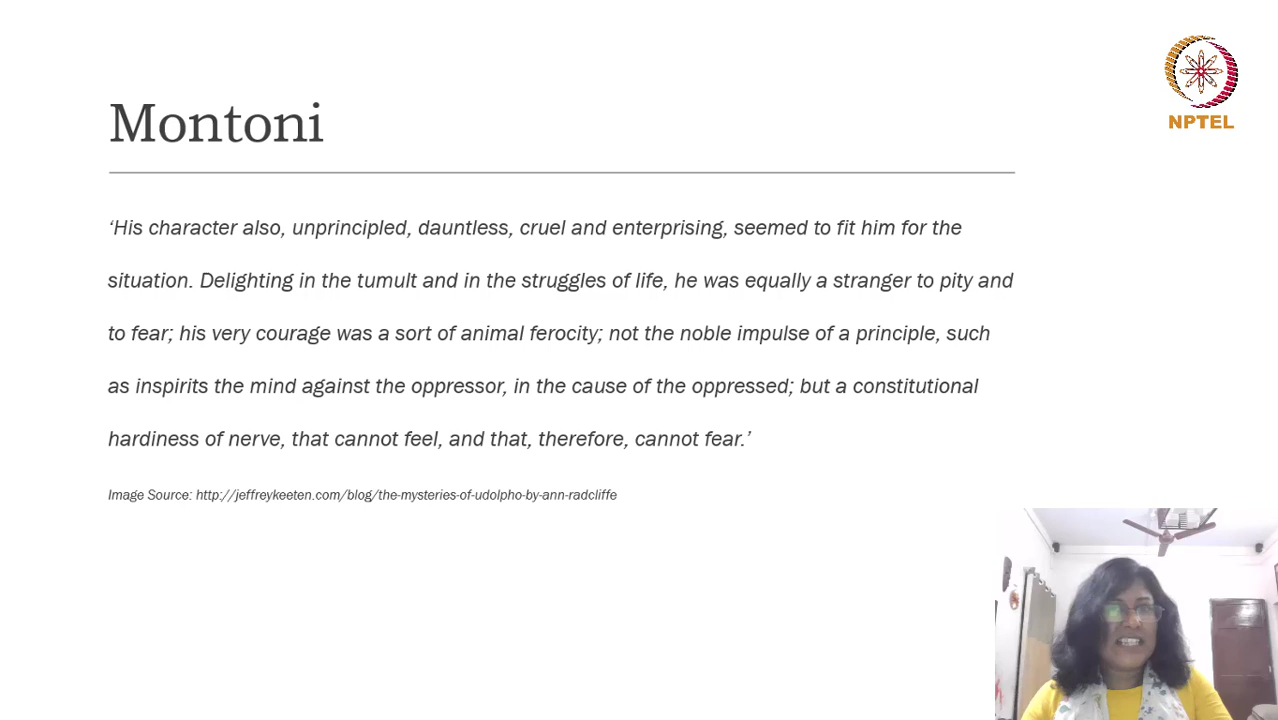 Montoni
NPTEL
‘His character also, unprincipled, dauntless, cruel and enterprising, seemed to fit him for the
situation. Delighting in the tumult and in the struggles of life, he was equally a stranger to pity and
to fear; his very courage was a sort of animal ferocity; not the noble impulse of a principle, such
as inspirits the mind against the oppressor, in the cause of the oppressed; but a constitutional
hardiness of nerve, that cannot feel, and that, therefore, cannot fear.’
Image Source: http://jeffreykeeten.com/blog/the-mysteries-of-udolpho-by-ann-radcliffe